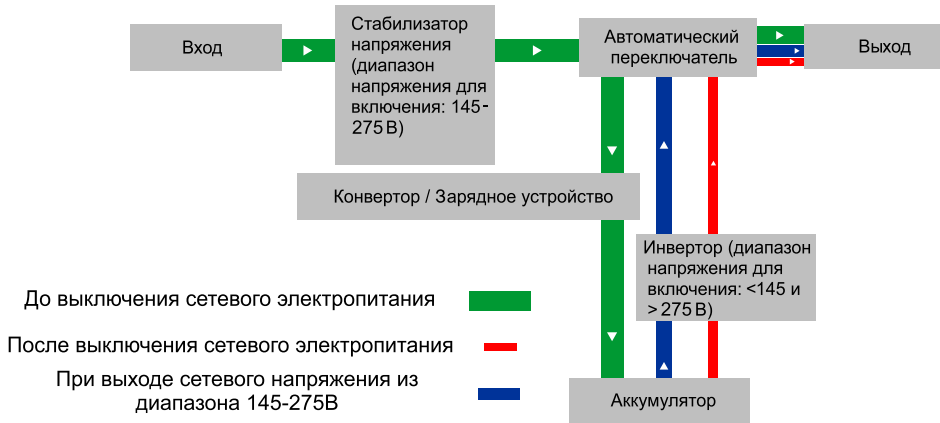 Вход
Стабилизатор
напряжения
(диапазон
напряжения для
включения: 145-
275В)
Автоматический
переключатель
Выход
Конвертор / Зарядное устройство
Инвертор (диапазон
напряжения для
включения: <145 и
>275В)
До выключения сетевого электропитания
После выключения сетевого электропитания
При выходе сетевого напряжения из
диапазона 145-275В
Аккумулятор